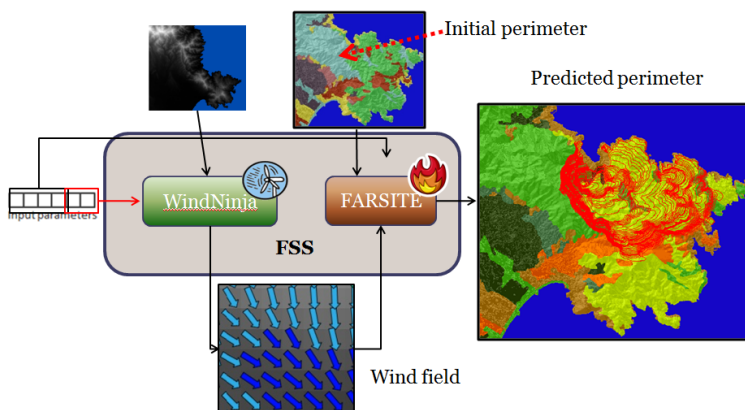 Initial perimeter
Predicted perimeter
WindNinja
FARSITE
input parameters
FSS
Wind field